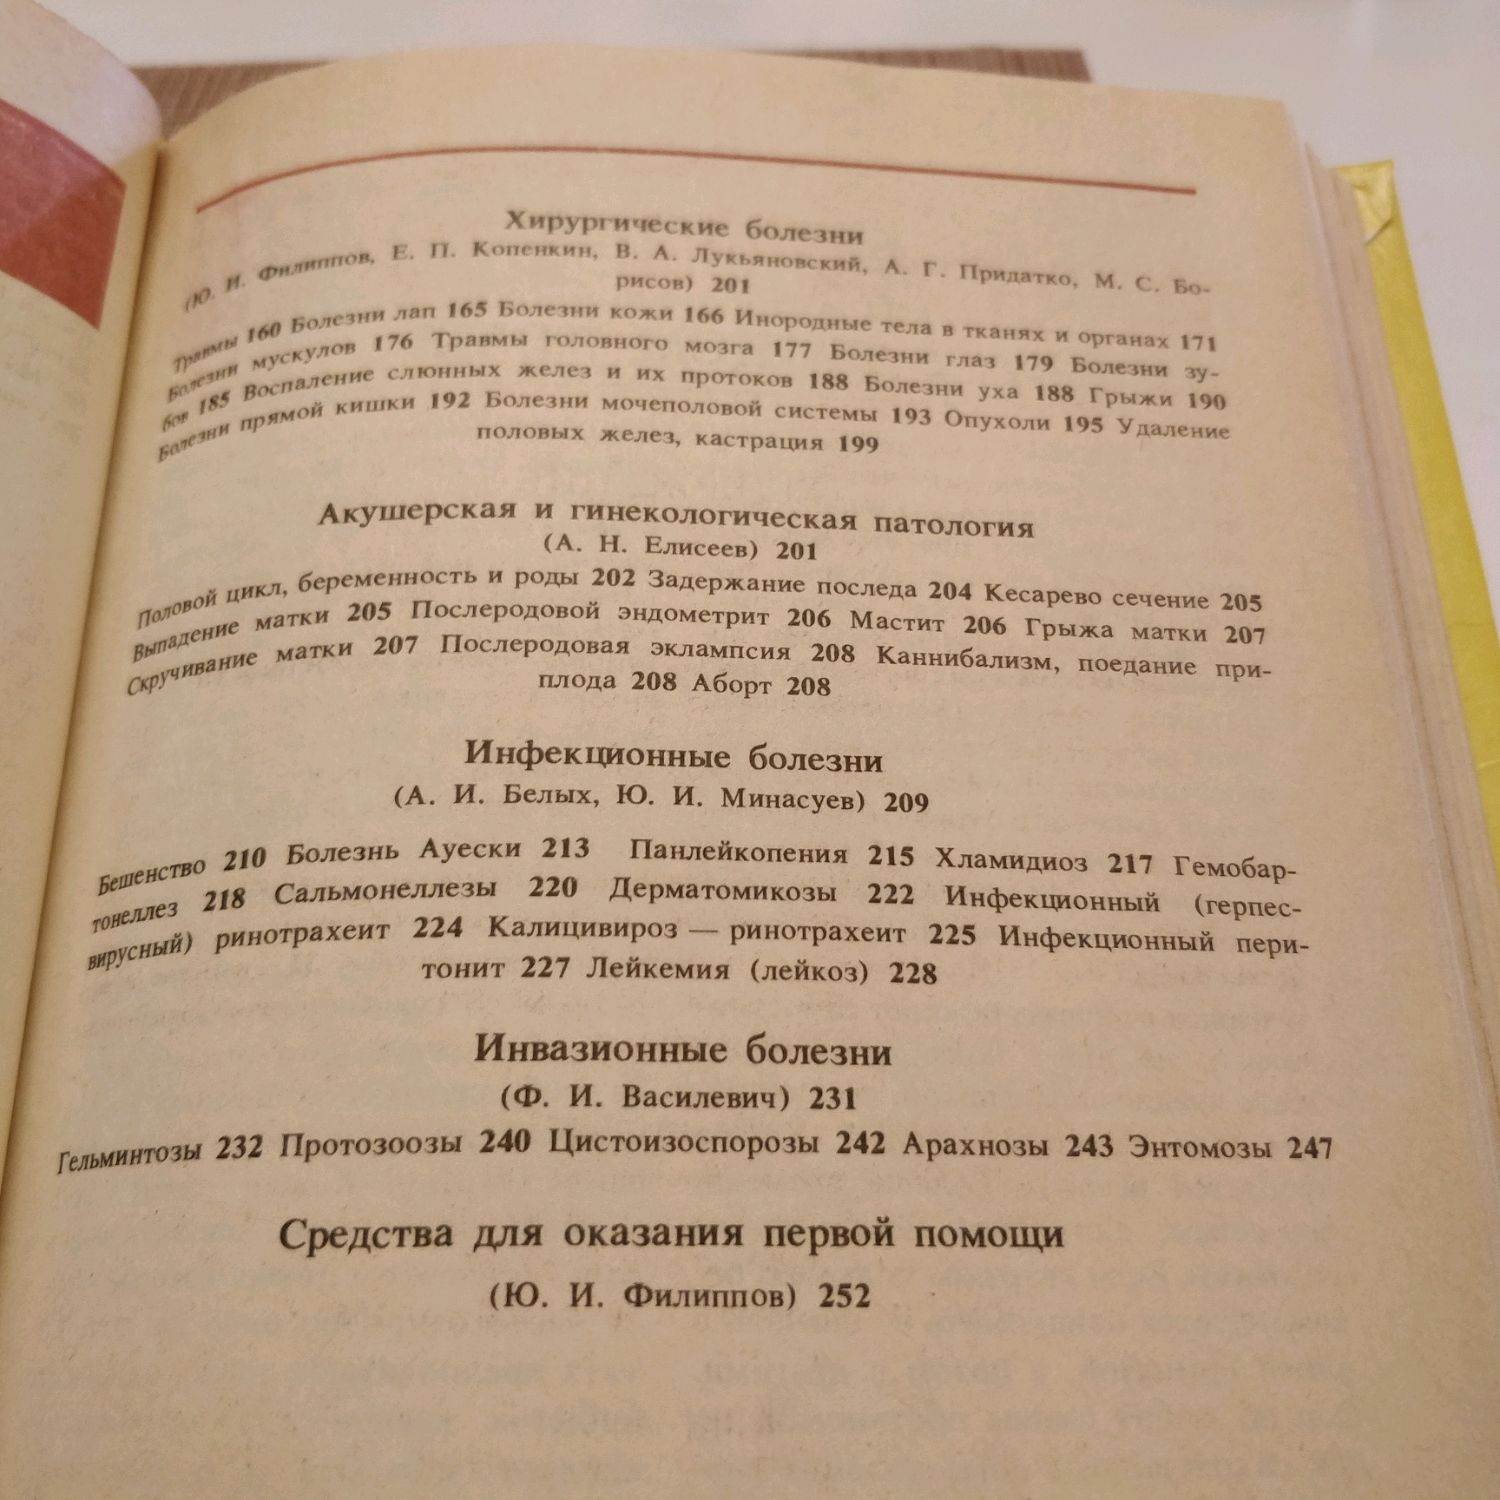 Хирургические болезни
(Ю. И. Филиппов, Е. П. Копенкин, В. А. Лукьяновский, А. Г. Придатко, М. С. Бо-
рисов) 201
Травмы 160 Болезни лап 165 Болезни кожи 166 Инородные тела в тканях и органах 171
Болезни мускулов 176 Травмы головного мозга 177 Болезни глаз 179 Болезни зу-
бов 185 Воспаление слюнных желез и их протоков 188 Болезни уха 188 Грыжи 190
Болезни прямой кишки 192 Болезни мочеполовой системы 193 Опухоли 195 Удаление
половых желез, кастрация 199
Акушерская и гинекологическая патология
(А. Н. Елисеев) 201
Половой цикл, беременность и роды 202 Задержание последа 204 Кесарево сечение 205
Выпадение матки 205 Послеродовой эндометрит 206 Мастит 206 Грыжа матки 207
Скручивание матки 207 Послеродовая эклампсия 208 Каннибализм, поедание при-
плода 208 Аборт 208
Инфекционные болезни
(А. И. Белых, Ю. И. Минасуев) 209
Бешенство 210 Болезнь Ауески 213 Панлейкопения 215 Хламидиоз 217 Гемобар-
тонеллез 218 Сальмонеллезы 220 Дерматомикозы 222 Инфекционный (герпес-
вирусный) ринотрахеит 224 Калицивироз — ринотрахеит 225 Инфекционный пери-
тонит 227 Лейкемия (лейкоз) 228
Инвазионные болезни
(Ф. И. Василевич) 231
Гельминтозы 232 Протозоозы 240 Цистоизоспорозы 242 Арахнозы 243 Энтомозы 247
Средства для оказания первой помощи
(Ю. И. Филиппов) 252